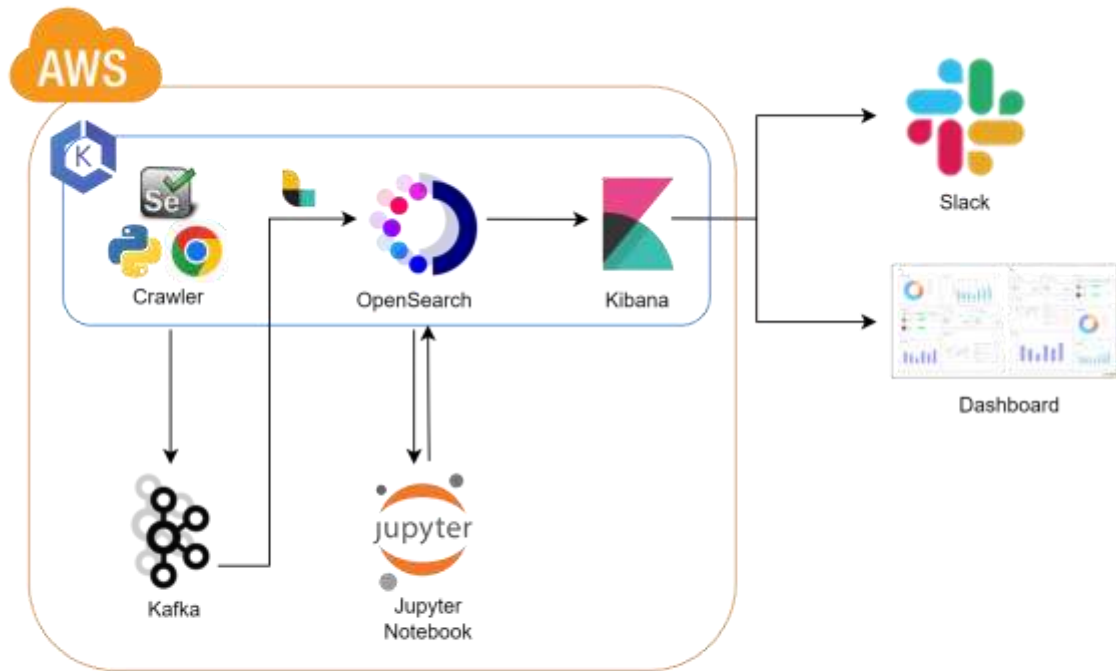 AWS
K
Se
Crawler
OpenSearch
Kibana
Slack
Dashboard
Kafka
jupyter
Jupyter
Notebook